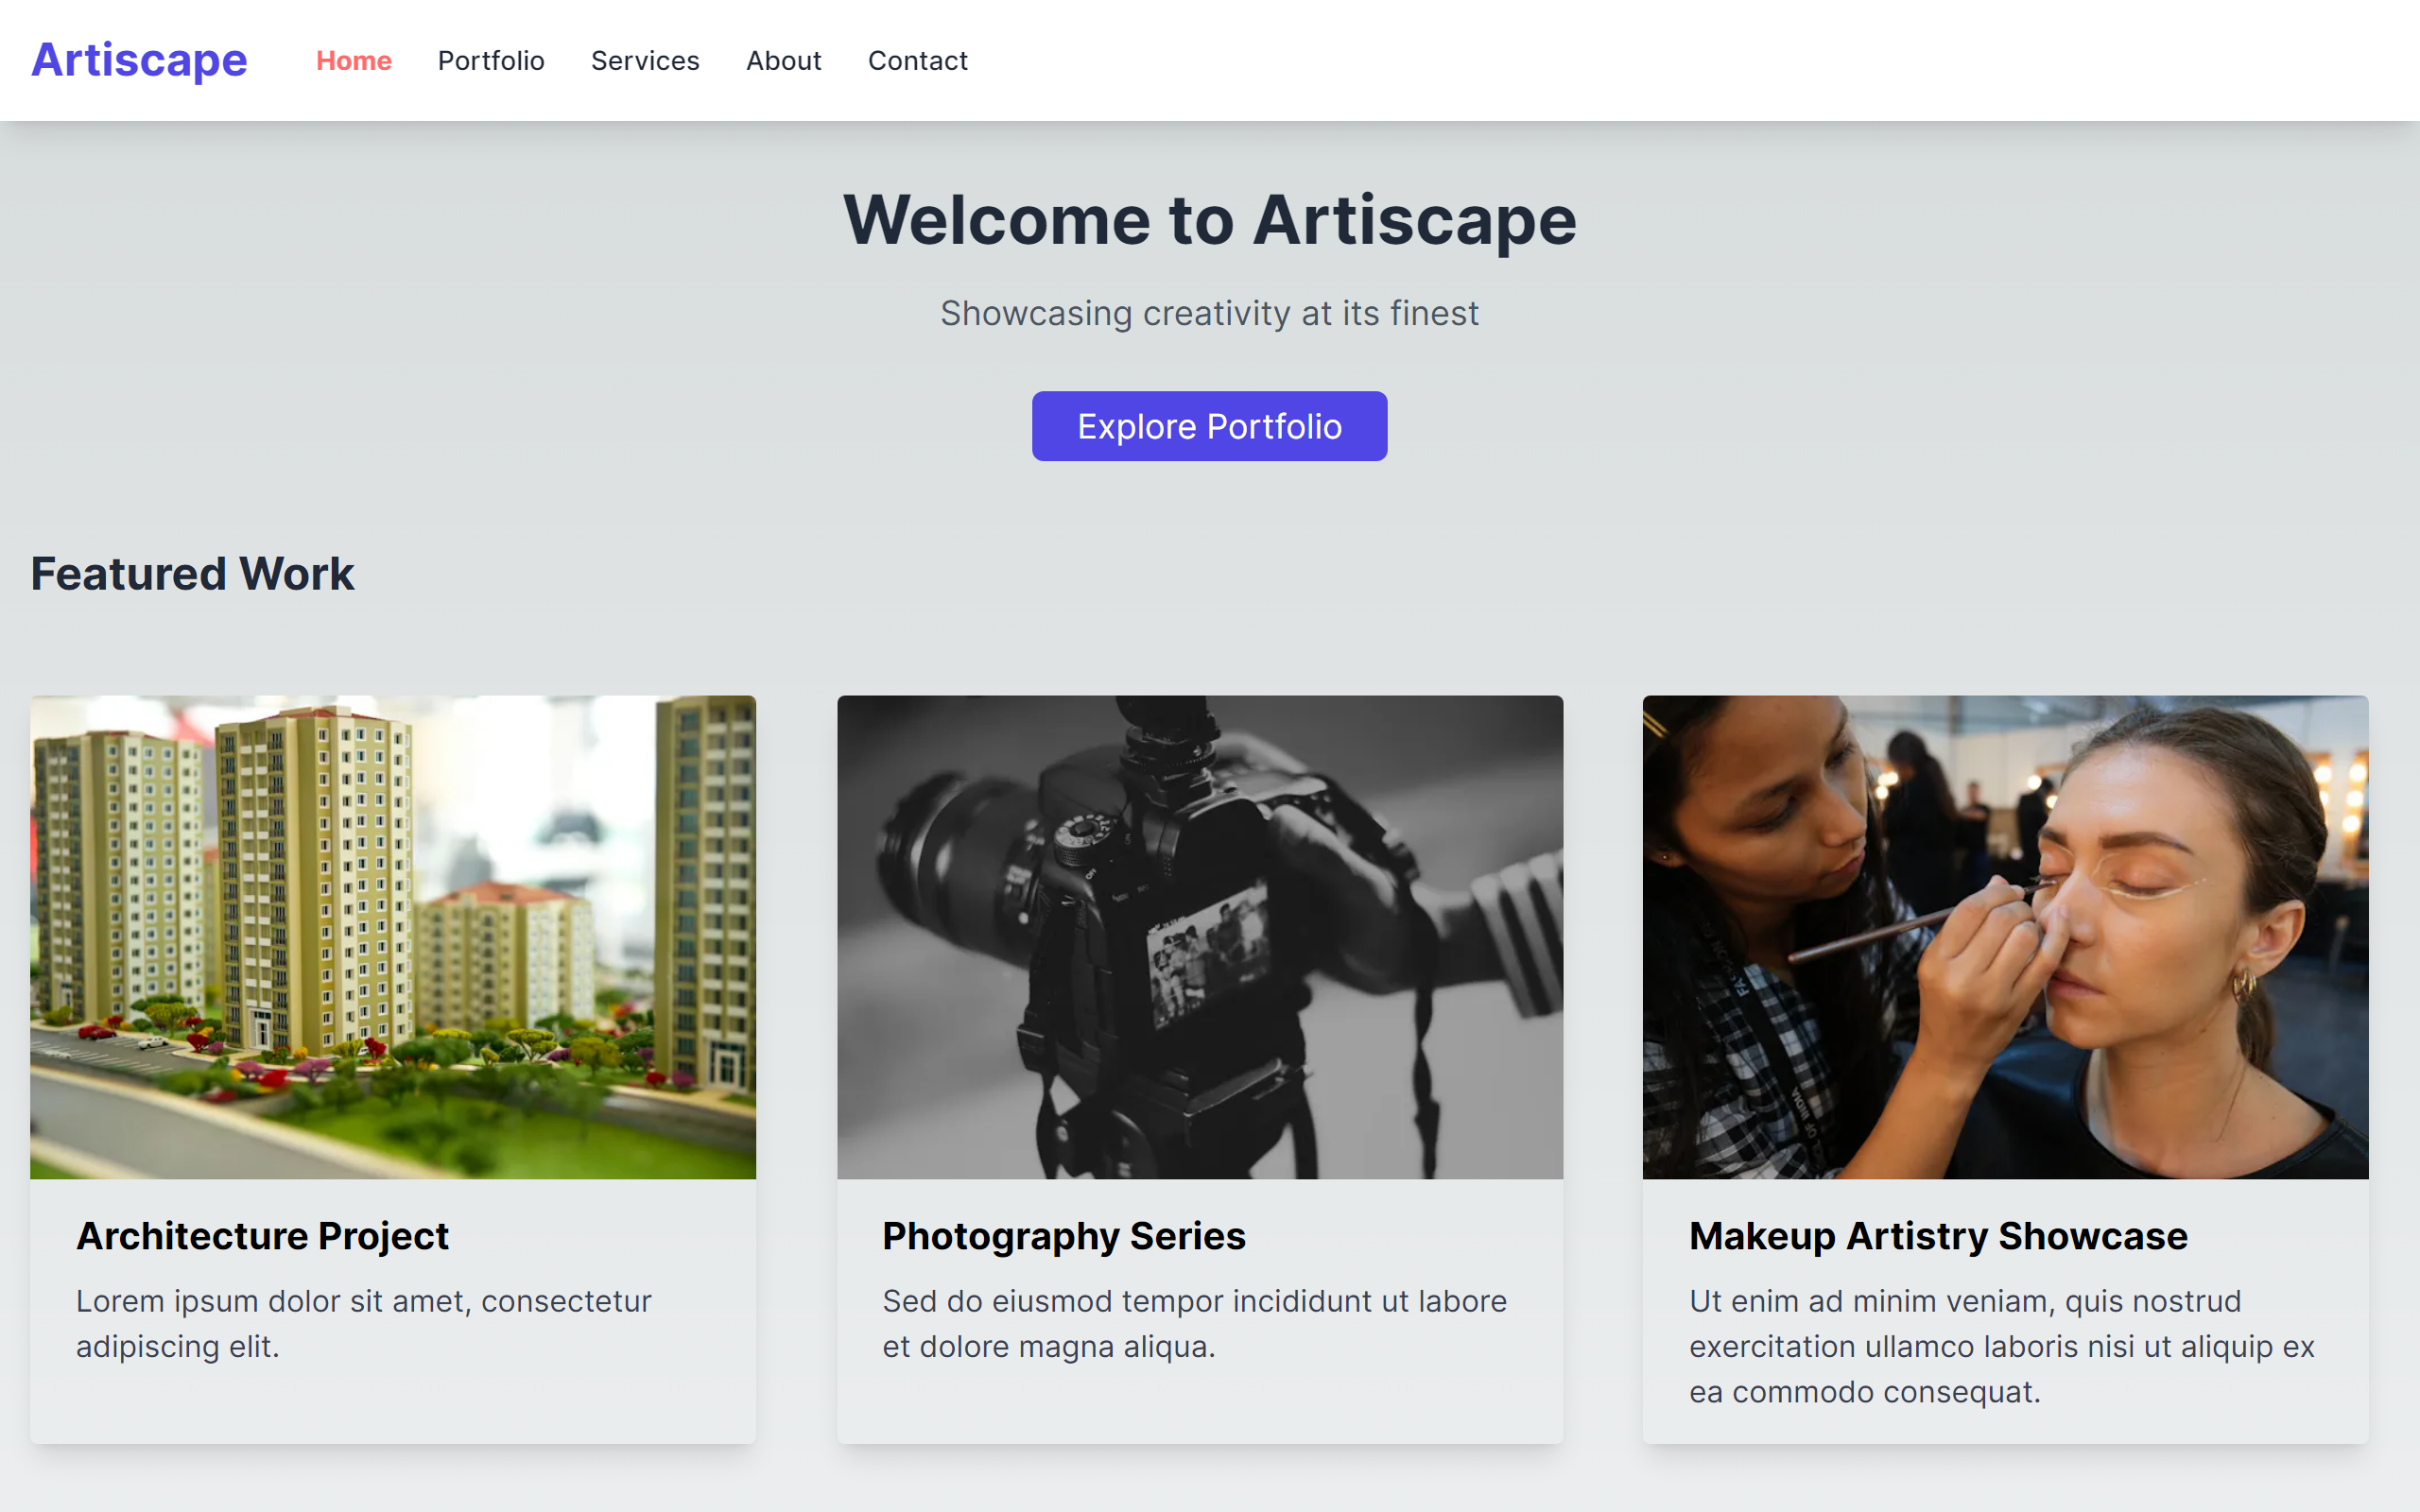 Artiscape
Home Portfolio Services About Contact
Welcome to Artiscape
Showcasing creativity at its finest
Explore Portfolio
Featured Work
Architecture Project
Lorem ipsum dolor sit amet, consectetur
adipiscing elit.
Photography Series
Sed do eiusmod tempor incididunt ut labore
et dolore magna aliqua.
Makeup Artistry Showcase
Ut enim ad minim veniam, quis nostrud
exercitation ullamco laboris nisi ut aliquip ex
ea commodo consequat.